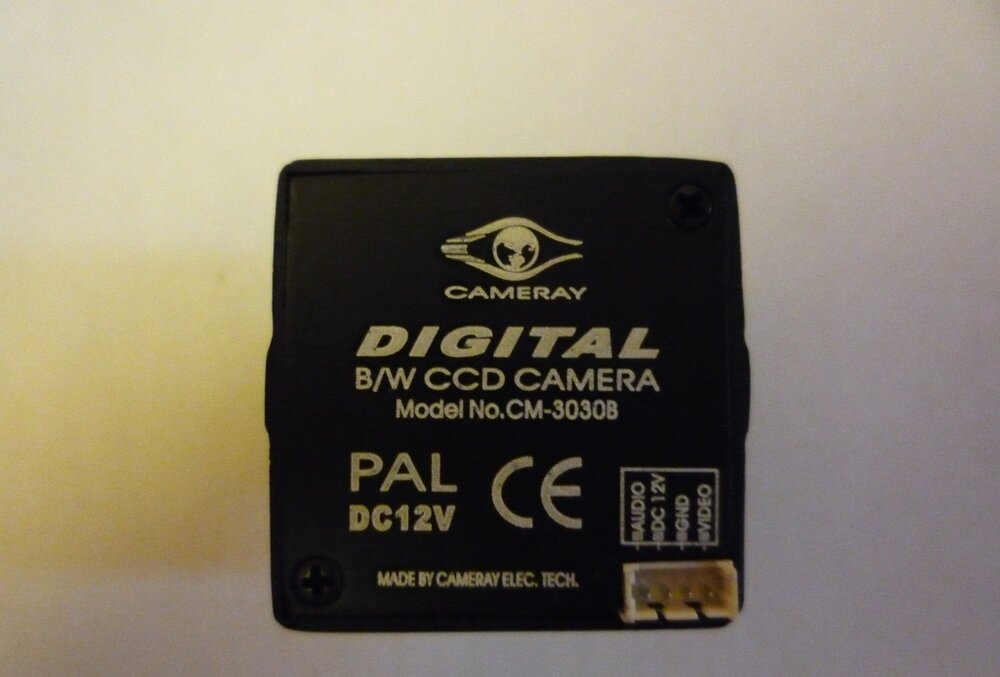 CAMERAY
DIGITAL
B/W CCD CAMERA
Model No.CM-3030B
PAL
DC12V
CE
AUDIO
DC 12V
GND
VIDEO
MADE BY CAMERAY ELEC. TECH.